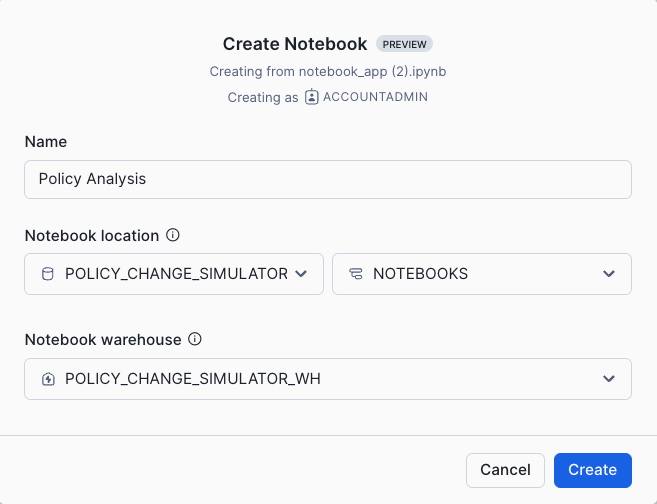 Create Notebook PREVIEW
Creating from notebook_app (2).ipynb
Creating as ACCOUNTADMIN
Name
Policy Analysis
Notebook location
POLICY_CHANGE_SIMULATOR NOTEBOOKS
Notebook warehouse
POLICY_CHANGE_SIMULATOR_WH
Cancel Create